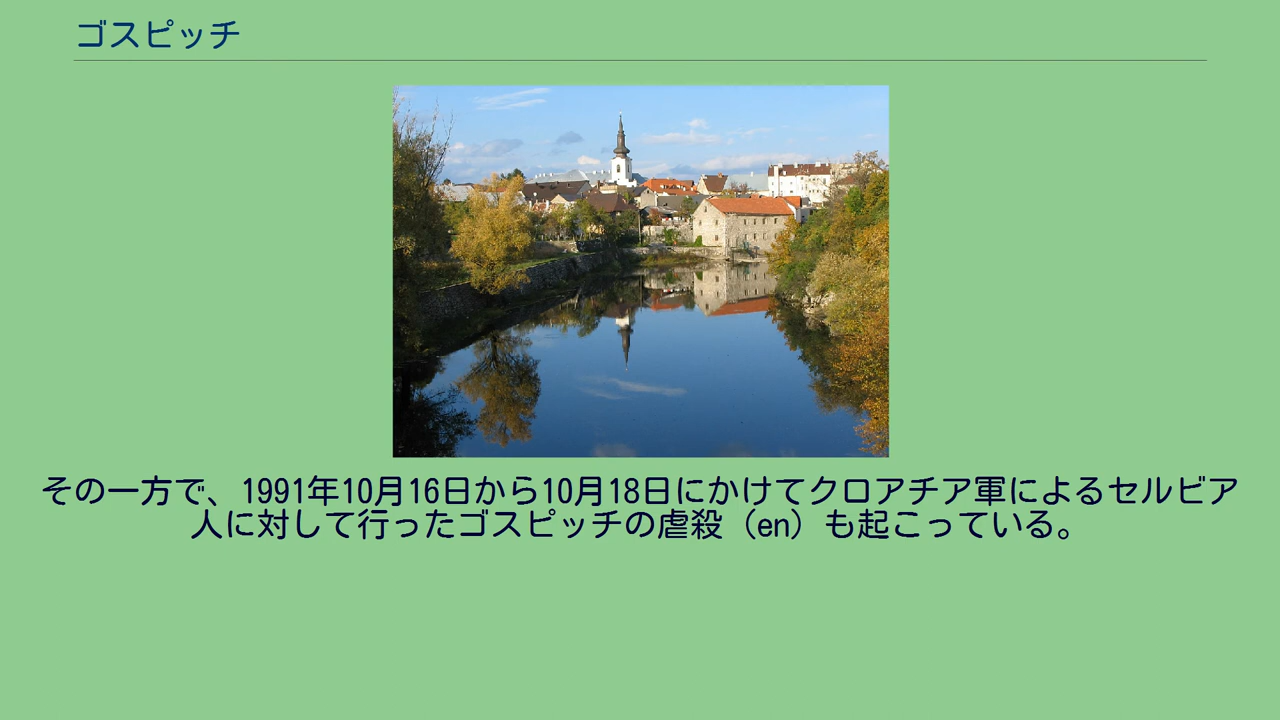 ゴスピッチ
その一方で、1991年10月16日から10月18日にかけてクロアチア軍によるセルビア
人に対して行ったゴスピッチの虐殺（en）も起こっている。